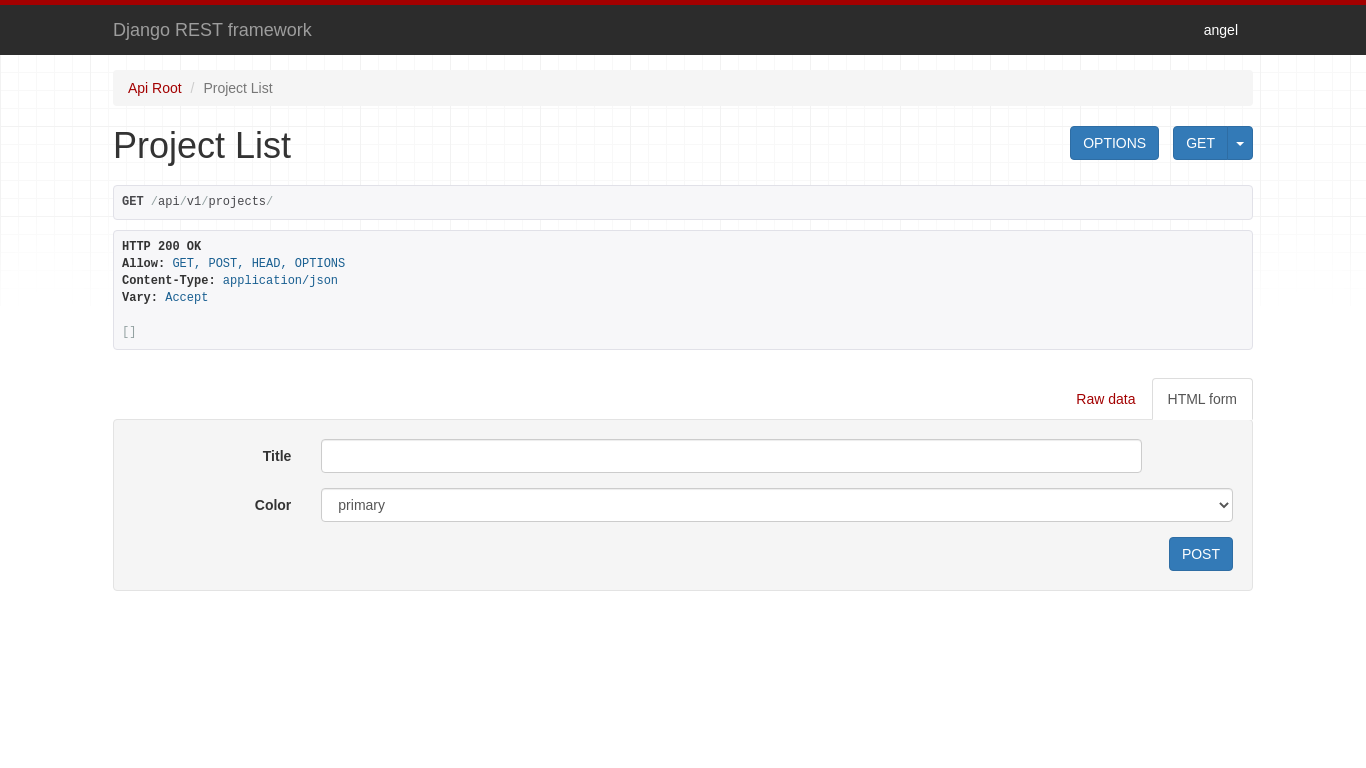 Django REST framework
angel
Api Root / Project List
Project List
OPTIONS
GET
GET /api/v1/projects/
HTTP 200 OK
Allow: GET, POST, HEAD, OPTIONS
Content-Type: application/json
Vary: Accept
[]
Raw data
HTML form
Title
Color
primary
POST